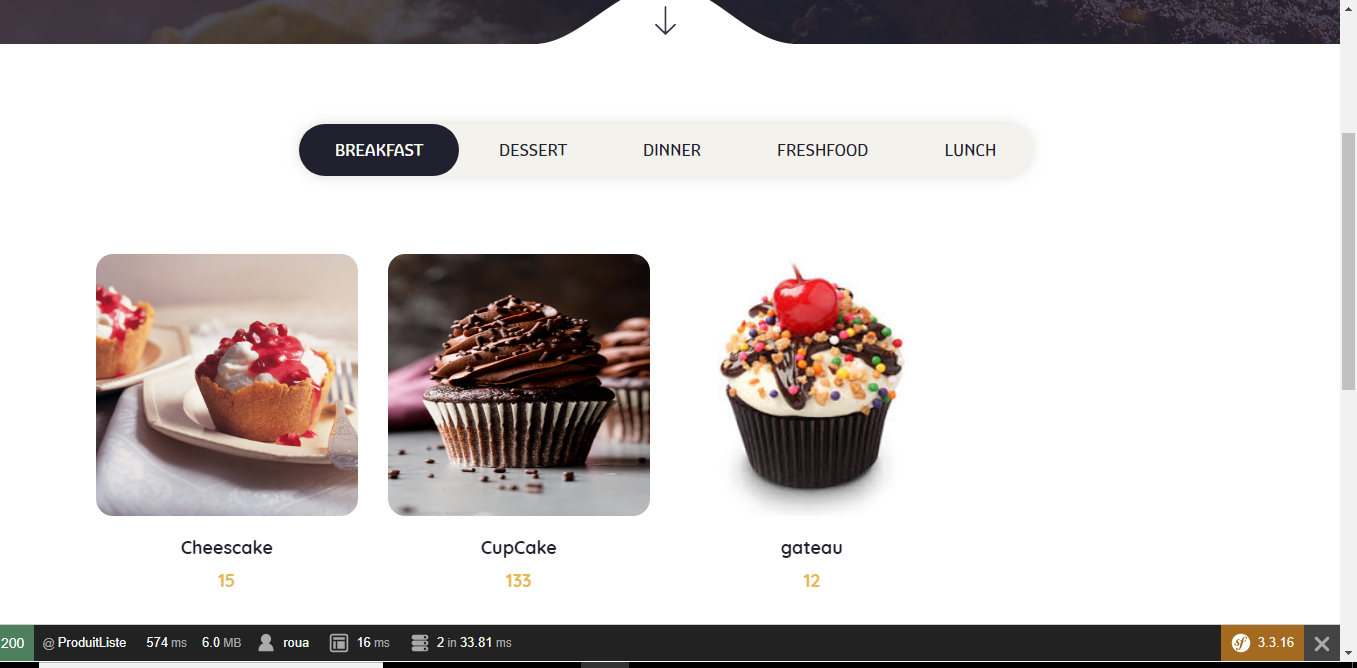 BREAKFAST DESSERT DINNER FRESHFOOD LUNCH
Cheescake CupCake gateau
15 133 12
200 @ ProduitListe 574 ms 6.0 MB roua 16 ms 2 in 33.81 ms sf 3.3.16